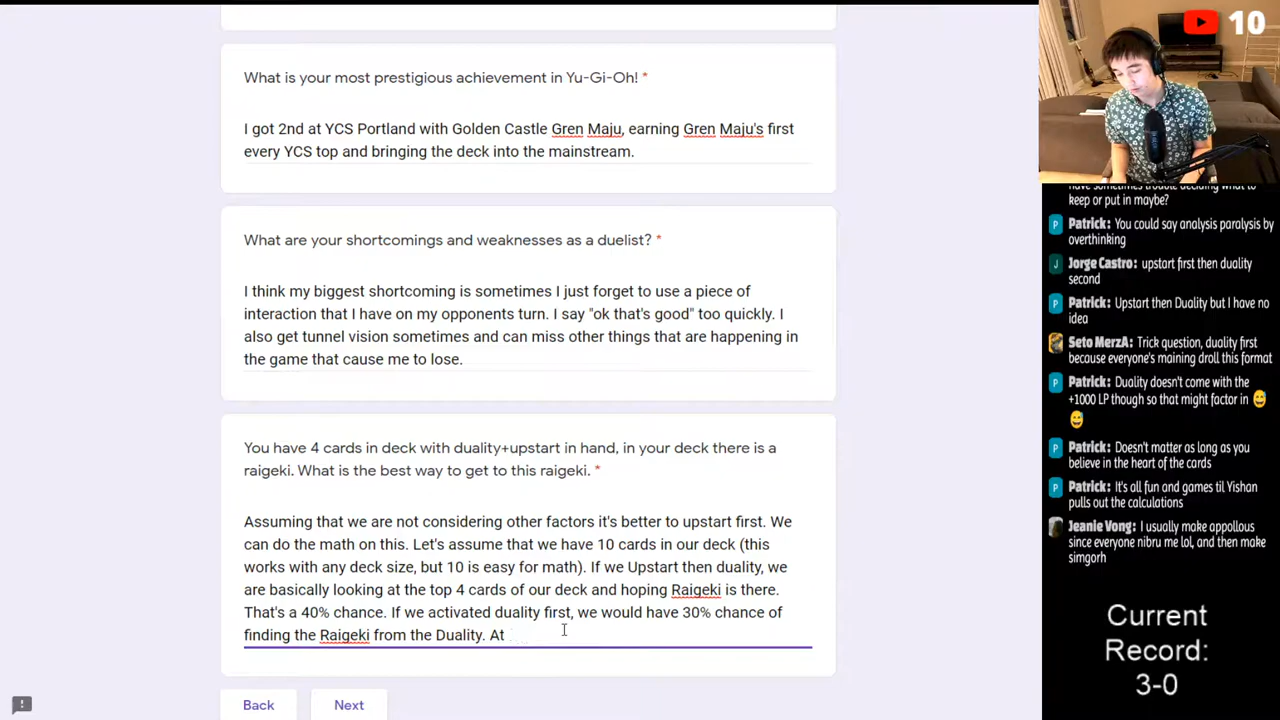 What is your most prestigious achievement in Yu-Gi-Oh! *
I got 2nd at YCS Portland with Golden Castle Gren Maju, earning Gren Maju's first
every YCS top and bringing the deck into the mainstream.
What are your shortcomings and weaknesses as a duelist? *
I think my biggest shortcoming is sometimes I just forget to use a piece of
interaction that I have on my opponents turn. I say "ok that's good" too quickly. I
also get tunnel vision sometimes and can miss other things that are happening in
the game that cause me to lose.
You have 4 cards in deck with duality+upstart in hand, in your deck there is a
raigeki. What is the best way to get to this raigeki. *
Assuming that we are not considering other factors it's better to upstart first. We
can do the math on this. Let's assume that we have 10 cards in our deck (this
works with any deck size, but 10 is easy for math). If we Upstart then duality, we
are basically looking at the top 4 cards of our deck and hoping Raigeki is there.
That's a 40% chance. If we activated duality first, we would have 30% chance of
finding the Raigeki from the Duality. At
Back
Next
10
have sometimes trouble deciding what to
keep or put in maybe?
P Patrick: You could say analysis paralysis by
overthinking
J Jorge Castro: upstart first then duality
second
P Patrick: Upstart then Duality but I have no
idea
Seto MerzA: Trick question, duality first
because everyone's maining droll this format
P Patrick: Duality doesn't come with the
+1000 LP though so that might factor in
P Patrick: Doesn't matter as long as you
believe in the heart of the cards
P Patrick: It's all fun and games til Yishan
pulls out the calculations
Jeanie Vong: I usually make appollous
since everyone nibru me lol, and then make
simgorh
Current
Record:
3-0